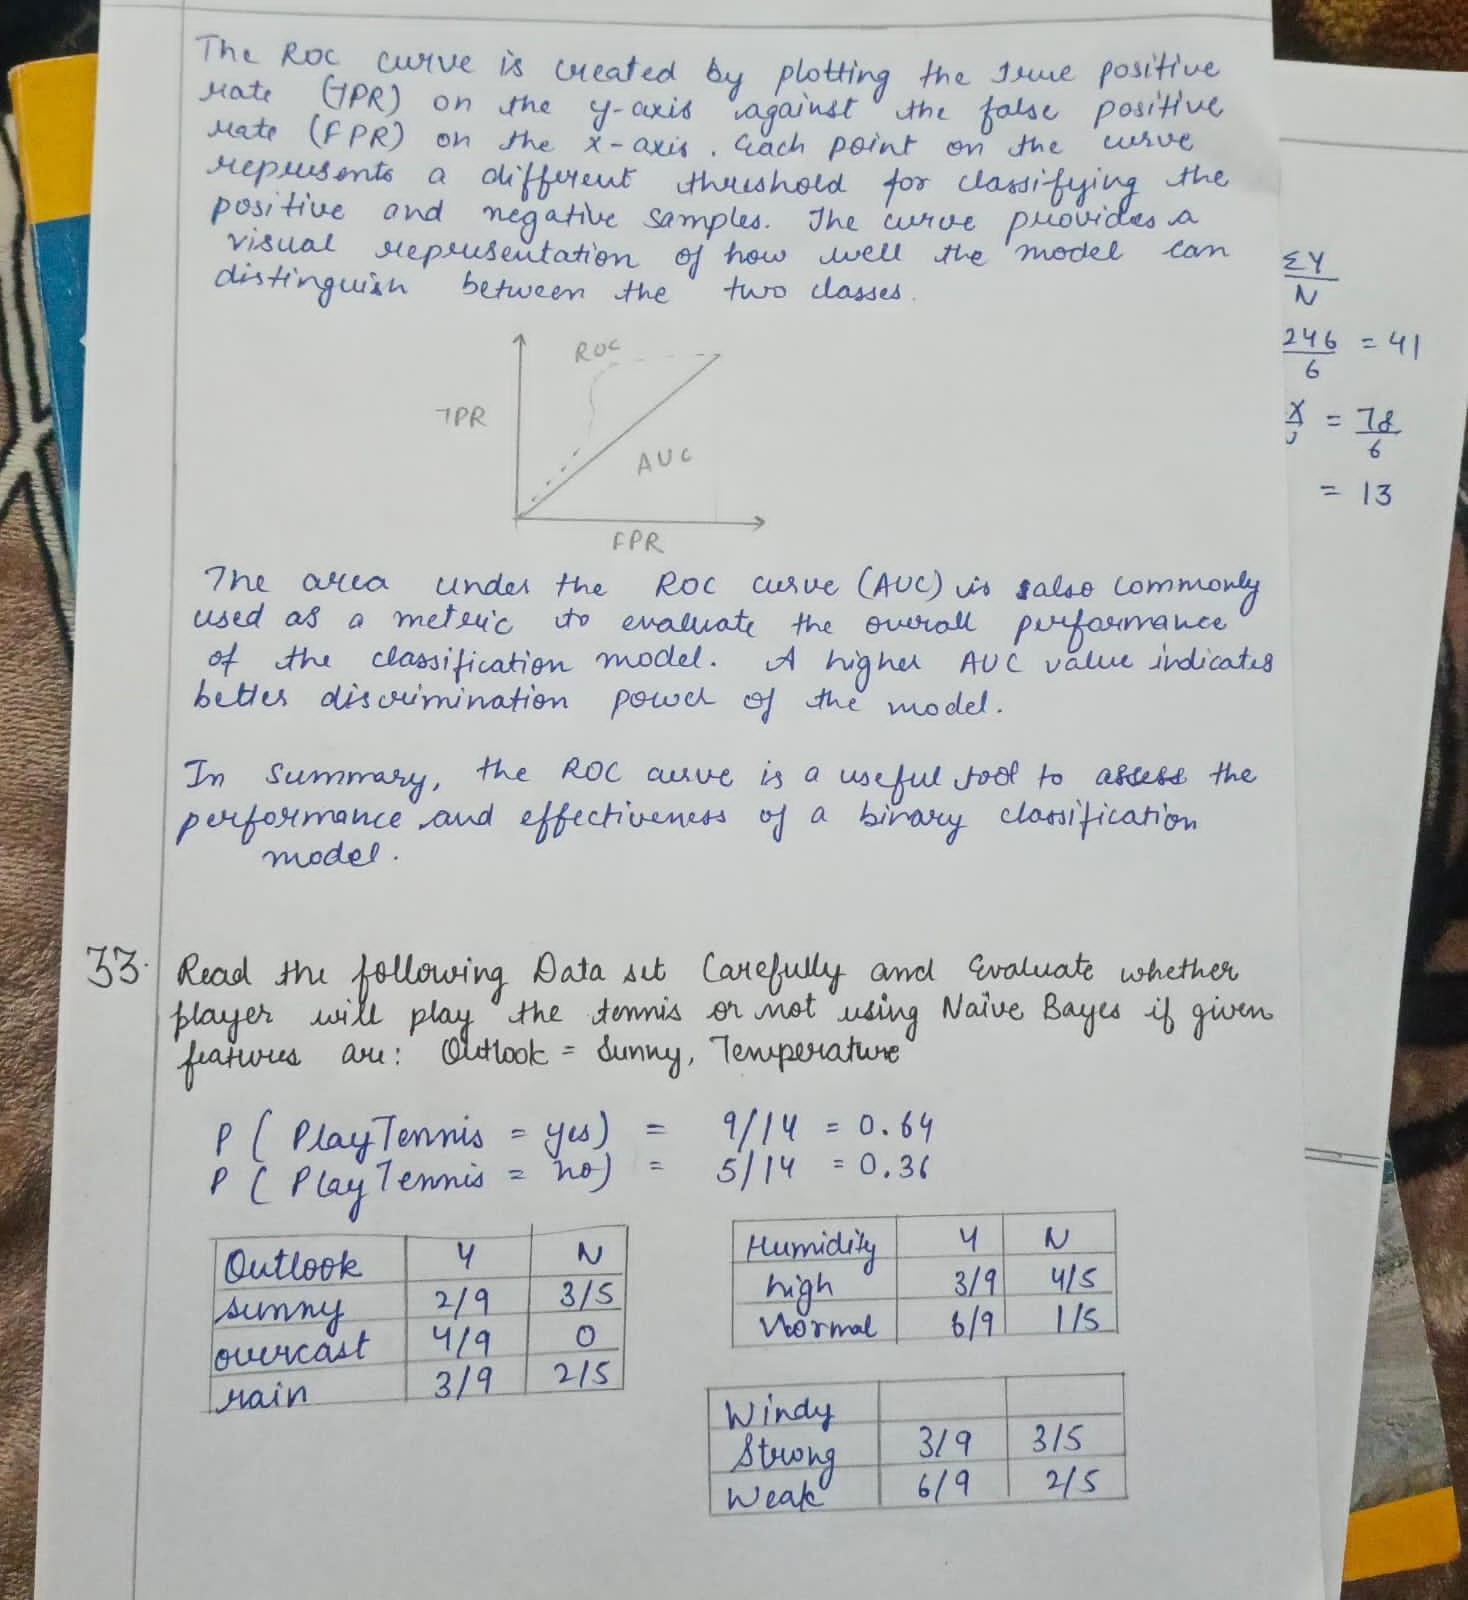 The ROC curve is created by plotting the true positive
rate (TPR) on the y-axis against the false positive
rate (FPR) on the x-axis. Each point on the curve
represents a different threshold for classifying the
positive and negative samples. The curve provides a
visual representation of how well the model can
distinguish between the two classes.
ROC
TPR
AUC
FPR
The area under the ROC curve (AUC) is also commonly
used as a metric to evaluate the overall performance
of the classification model. A higher AUC value indicates
better discrimination power of the model.
In summary, the ROC curve is a useful tool to assess the
performance and effectiveness of a binary classification
model.
33. Read the following Data set Carefully and Evaluate whether
player will play the tennis or not using Naïve Bayes if given
features are: Outlook = Sunny, Temperature
P ( PlayTennis = yes) = 9/14 = 0.64
P ( PlayTennis = no) = 5/14 = 0.36
Outlook Y N
sunny 2/9 3/5
overcast 4/9 0
rain 3/9 2/5
Humidity Y N
high 3/9 4/5
Normal 6/9 1/5
Windy
Strong 3/9 3/5
Weak 6/9 2/5
ΣY
N
246 = 41
6
= 78
6
= 13